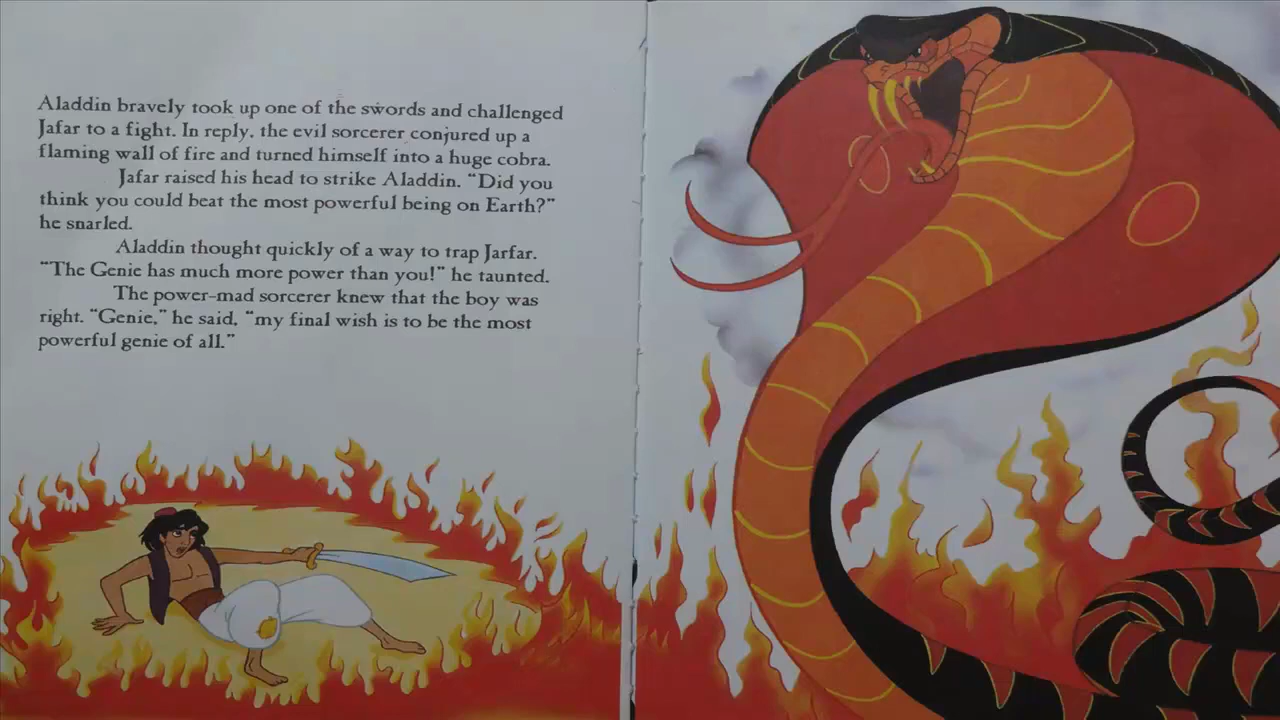 Aladdin bravely took up one of the swords and challenged
Jafar to a fight. In reply, the evil sorcerer conjured up a
flaming wall of fire and turned himself into a huge cobra.
Jafar raised his head to strike Aladdin. "Did you
think you could beat the most powerful being on Earth?"
he snarled.
Aladdin thought quickly of a way to trap Jarfar.
"The Genie has much more power than you!" he taunted.
The power-mad sorcerer knew that the boy was
right. "Genie," he said, "my final wish is to be the most
powerful genie of all."